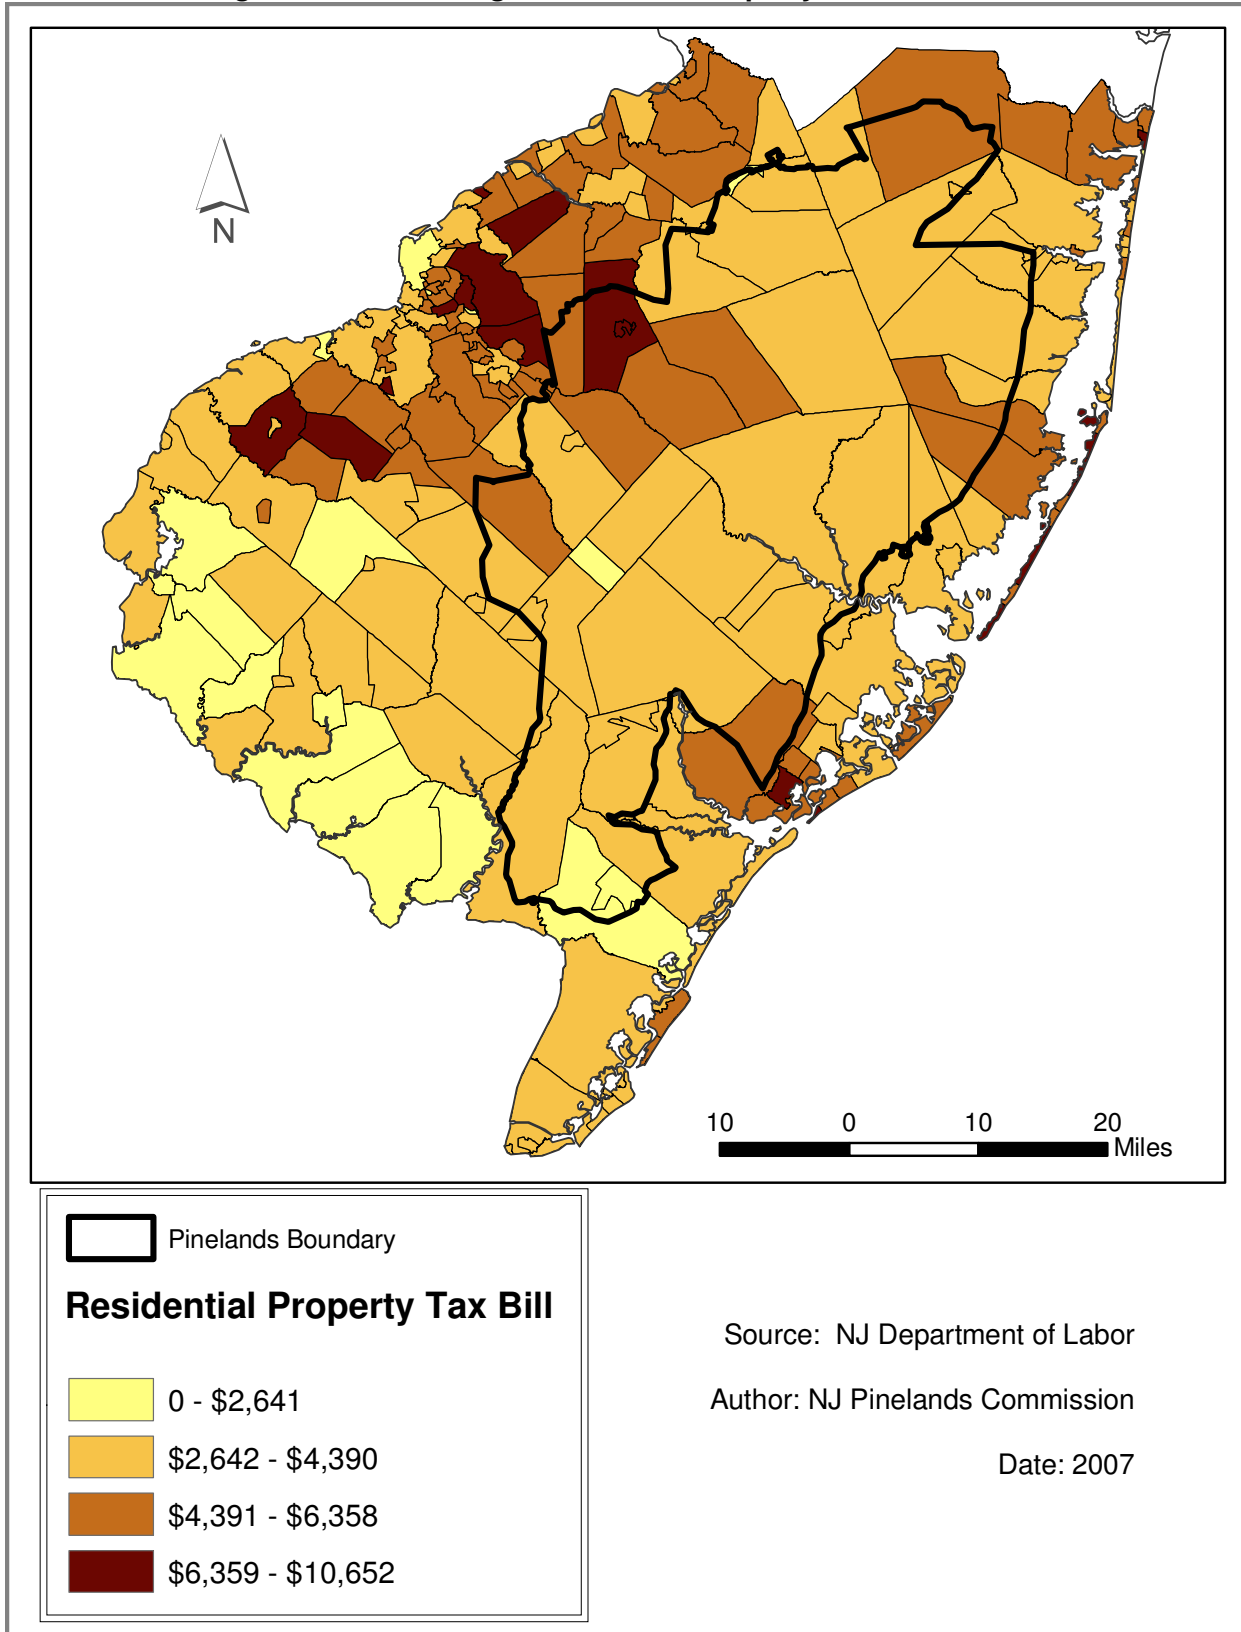 N
10 0 10 20
Miles
Pinelands Boundary
Residential Property Tax Bill
0 - $2,641
$2,642 - $4,390
$4,391 - $6,358
$6,359 - $10,652
Source: NJ Department of Labor
Author: NJ Pinelands Commission
Date: 2007